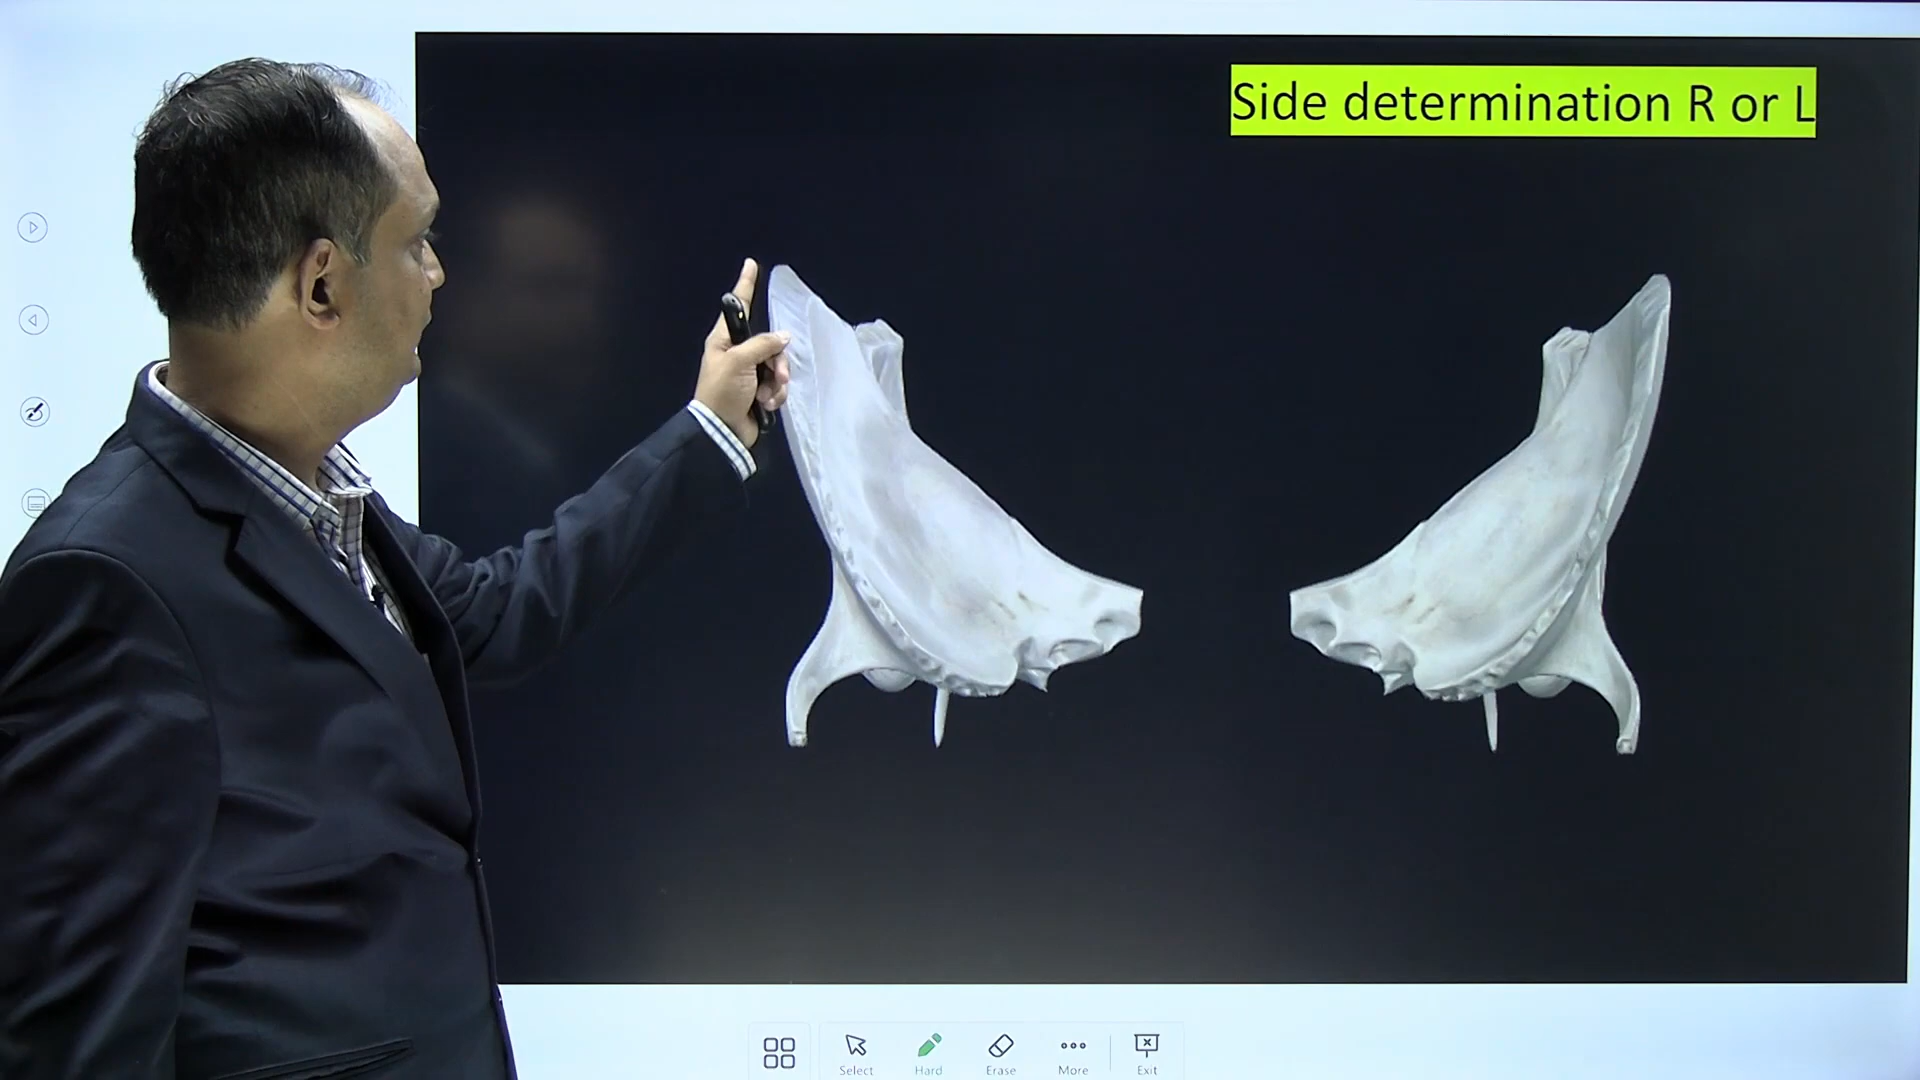 Side determination R or L
Select
Hard
Erase
More
Exit